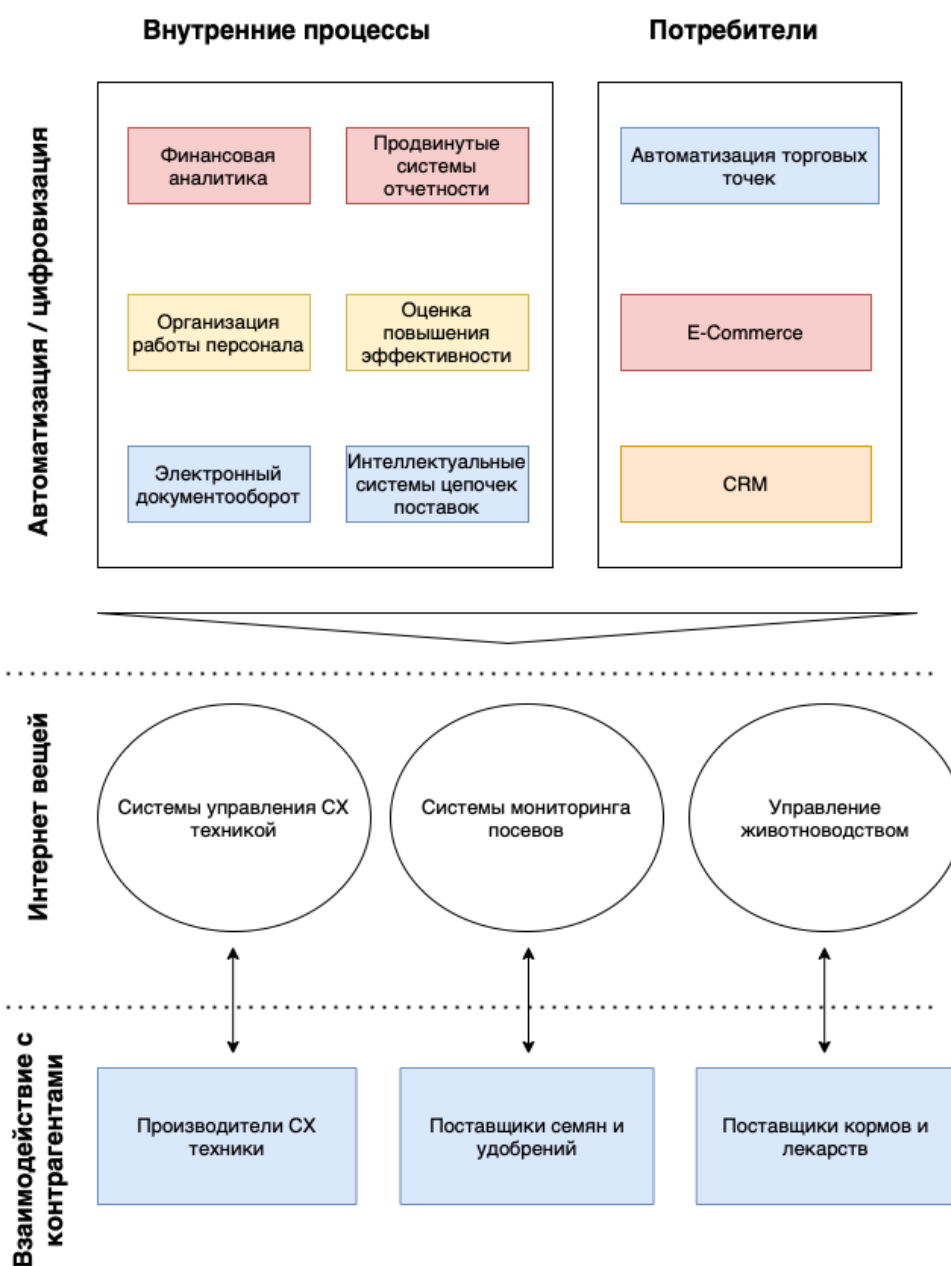 Внутренние процессы
Потребители
Автоматизация / цифровизация
Финансовая
аналитика
Продвинутые
системы
отчетности
Автоматизация торговых
точек
Организация
работы персонала
Оценка
повышения
эффективности
E-Commerce
Электронный
документооборот
Интеллектуальные
системы цепочек
поставок
CRM
Интернет вещей
Системы управления СХ
техникой
Системы мониторинга
посевов
Управление
животноводством
Взаимодействие с
контрагентами
Производители СХ
техники
Поставщики семян и
удобрений
Поставщики кормов и
лекарств